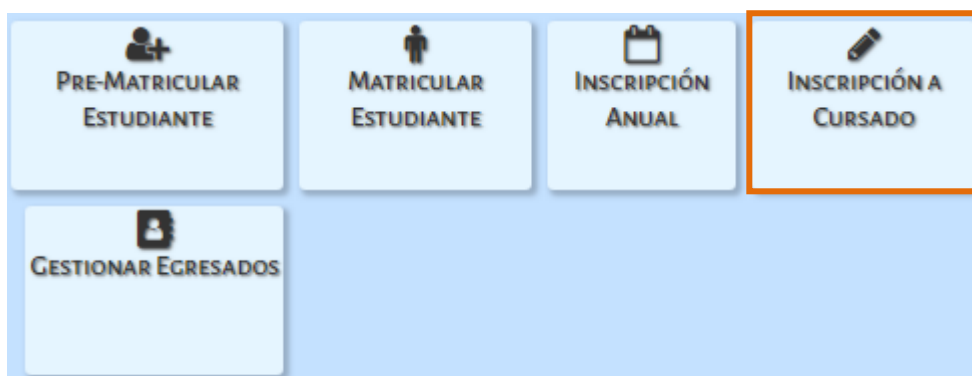 Pre-Matricular
Estudiante
Matricular
Estudiante
Inscripción
Anual
Inscripción a
Cursado
Gestionar Egresados